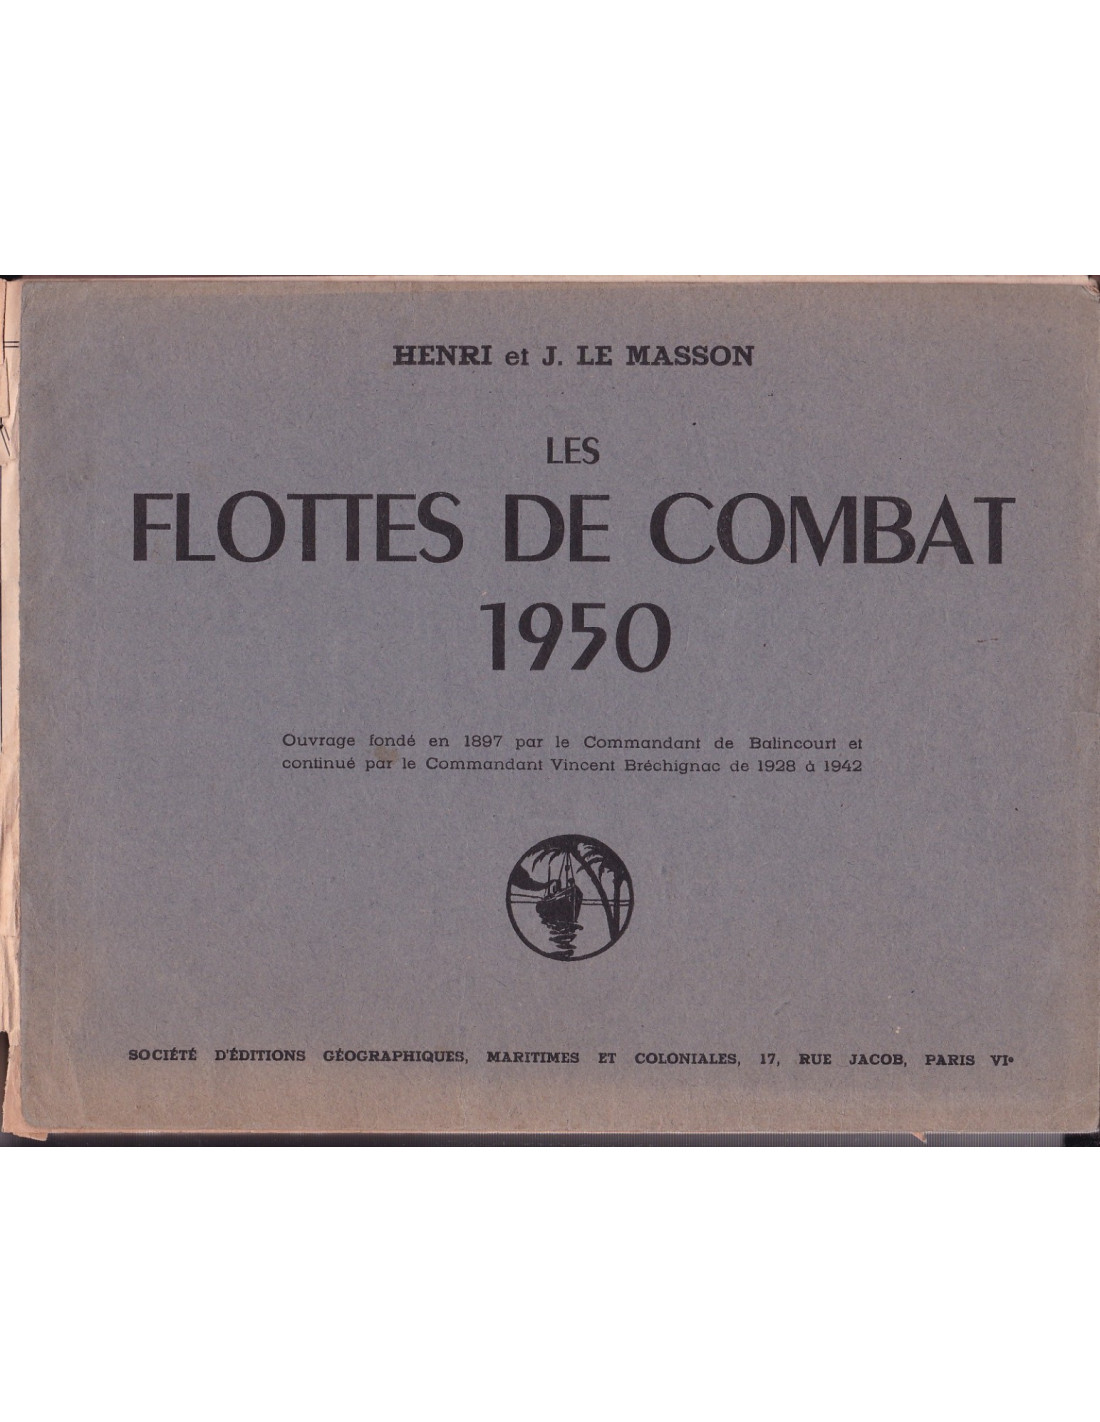 HENRI et J. LE MASSON
LES
FLOTTES DE COMBAT
1950
Ouvrage fondé en 1897 par le Commandant de Balincourt et
continué par le Commandant Vincent Bréchignac de 1928 à 1942
SOCIÉTÉ D'ÉDITIONS GÉOGRAPHIQUES, MARITIMES ET COLONIALES, 17, RUE JACOB, PARIS VIe